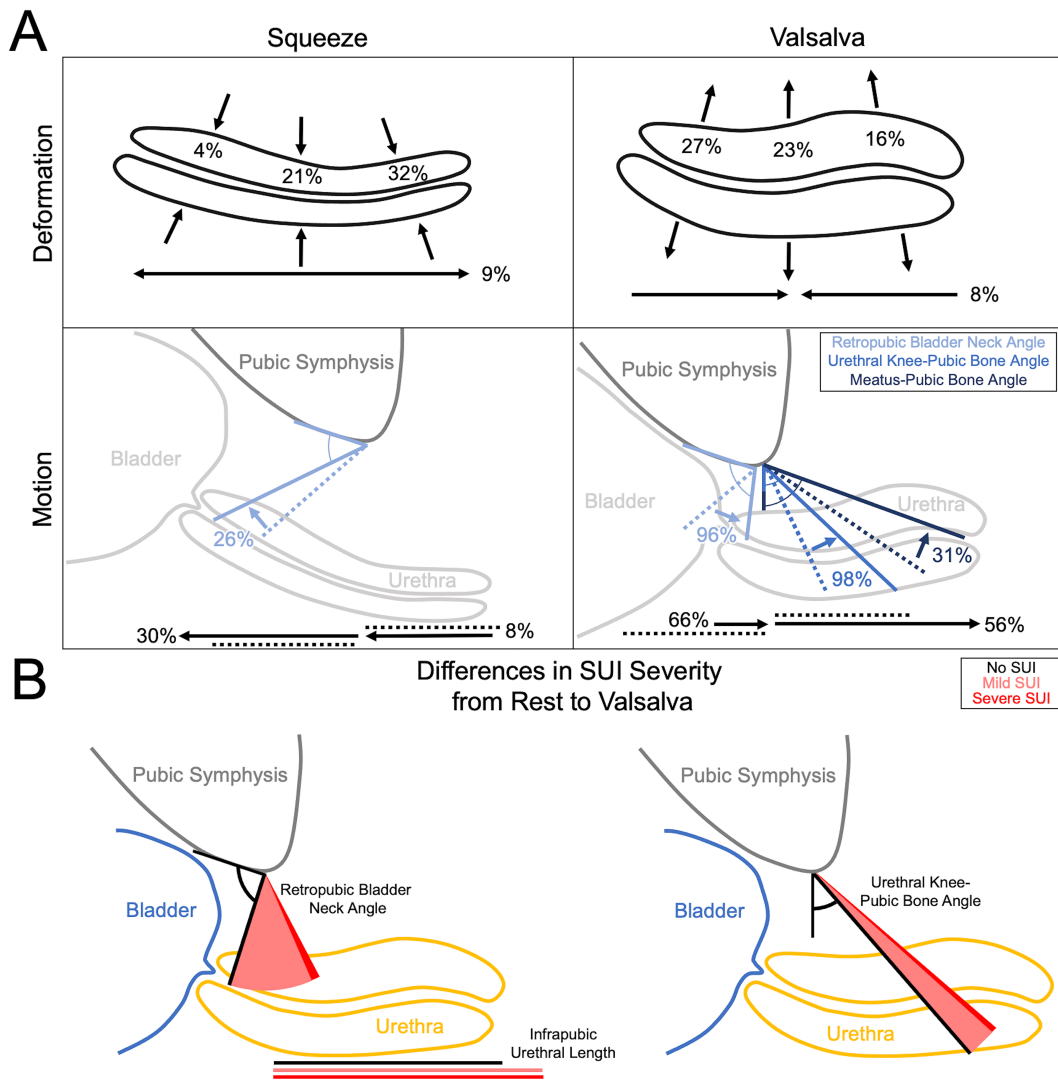 A
Squeeze
Valsalva
Deformation
4%
21%
32%
9%
27%
23%
16%
8%
Motion
Pubic Symphysis
Bladder
26%
Urethra
30%
8%
Retropubic Bladder Neck Angle
Urethral Knee-Pubic Bone Angle
Meatus-Pubic Bone Angle
Pubic Symphysis
Bladder
Urethra
96%
98%
31%
66%
56%
B
Differences in SUI Severity
from Rest to Valsalva
No SUI
Mild SUI
Severe SUI
Pubic Symphysis
Retropubic Bladder
Neck Angle
Bladder
Urethra
Infrapubic
Urethral Length
Pubic Symphysis
Urethral Knee-
Pubic Bone Angle
Bladder
Urethra